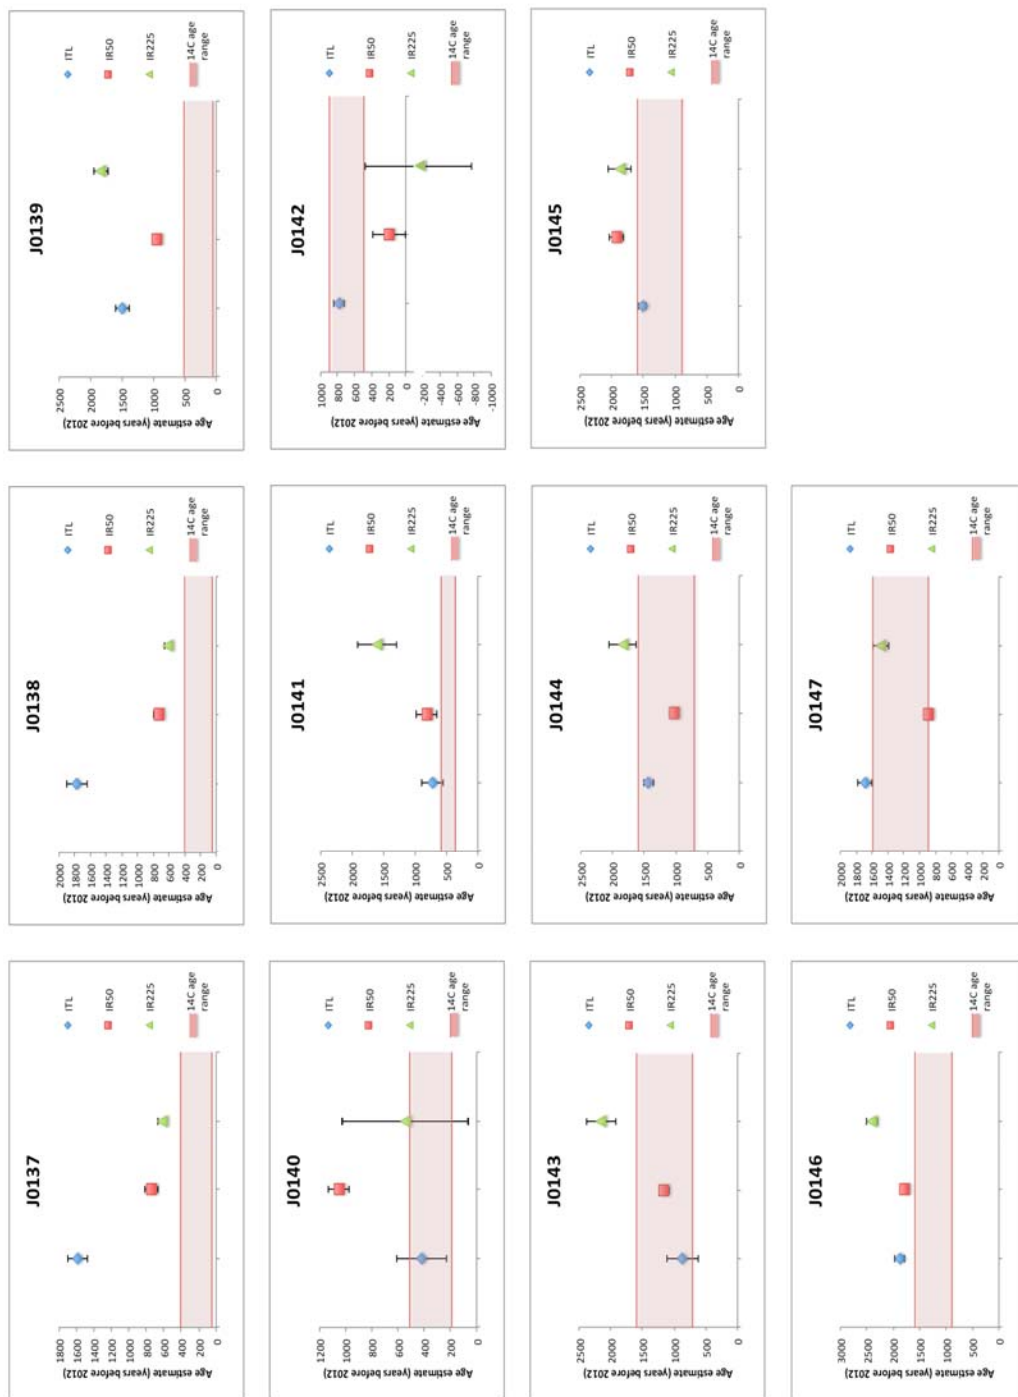 J0137
Age estimate (years before 2012)
1800
1600
1400
1200
1000
800
600
400
200
0
ITL
IR50
IR225
14C age
range
J0138
Age estimate (years before 2012)
2000
1800
1600
1400
1200
1000
800
600
400
200
0
ITL
IR50
IR225
14C age
range
J0139
Age estimate (years before 2012)
2500
2000
1500
1000
500
0
ITL
IR50
IR225
14C age
range
J0140
Age estimate (years before 2012)
1200
1000
800
600
400
200
0
ITL
IR50
IR225
14C age
range
J0141
Age estimate (years before 2012)
2500
2000
1500
1000
500
0
ITL
IR50
IR225
14C age
range
J0142
Age estimate (years before 2012)
1000
800
600
400
200
0
-200
-400
-600
-800
-1000
ITL
IR50
IR225
14C age
range
J0143
Age estimate (years before 2012)
2500
2000
1500
1000
500
0
ITL
IR50
IR225
14C age
range
J0144
Age estimate (years before 2012)
2500
2000
1500
1000
500
0
ITL
IR50
IR225
14C age
range
J0145
Age estimate (years before 2012)
2500
2000
1500
1000
500
0
ITL
IR50
IR225
14C age
range
J0146
Age estimate (years before 2012)
3000
2500
2000
1500
1000
500
0
ITL
IR50
IR225
14C age
range
J0147
Age estimate (years before 2012)
2000
1800
1600
1400
1200
1000
800
600
400
200
0
ITL
IR50
IR225
14C age
range